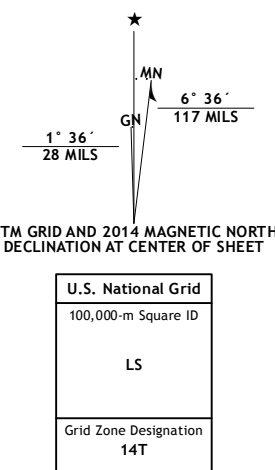 ★
MN
GN
6° 36´
117 MILS
1° 36´
28 MILS
TM GRID AND 2014 MAGNETIC NORTH
DECLINATION AT CENTER OF SHEET
U.S. National Grid
100,000-m Square ID
LS
Grid Zone Designation
14T